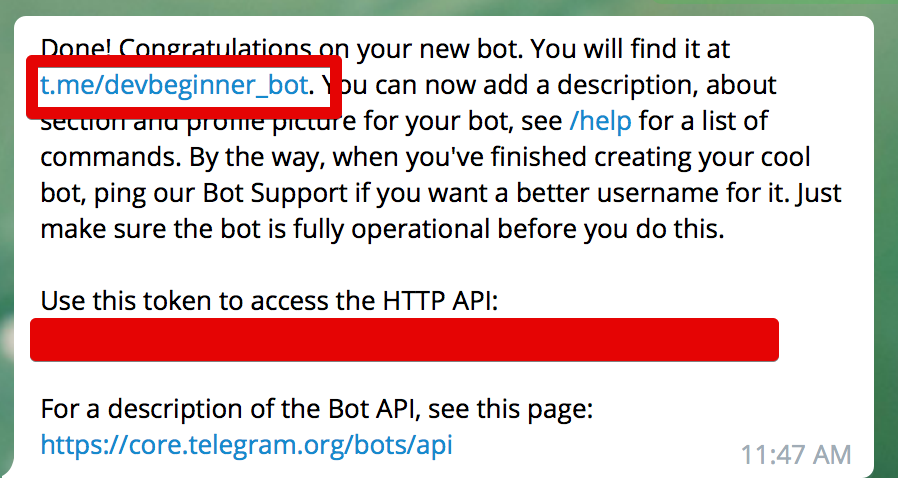 Done! Congratulations on your new bot. You will find it at
t.me/devbeginner_bot. You can now add a description, about
section and profile picture for your bot, see /help for a list of
commands. By the way, when you've finished creating your cool
bot, ping our Bot Support if you want a better username for it. Just
make sure the bot is fully operational before you do this.
Use this token to access the HTTP API:
For a description of the Bot API, see this page:
https://core.telegram.org/bots/api
11:47 AM